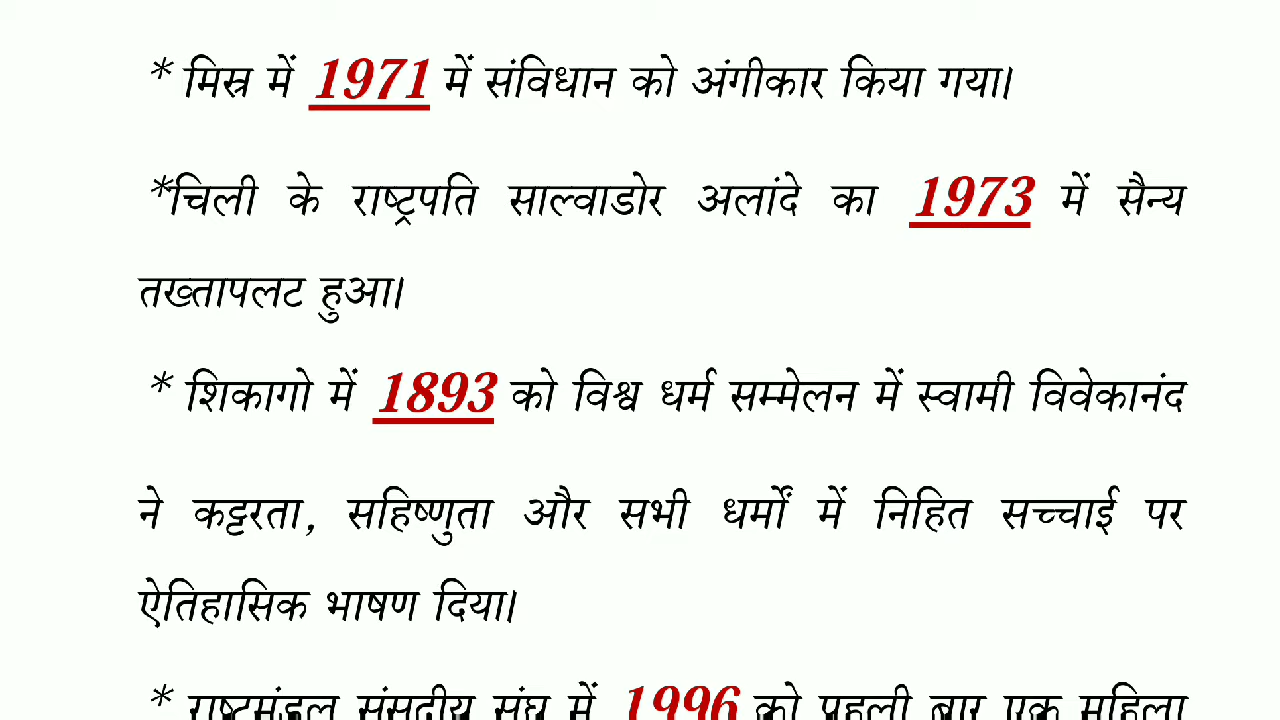 * मिस्र में 1971 में संविधान को अंगीकार किया गया।
*चिली के राष्ट्रपति साल्वाडोर अलांदे का 1973 में सैन्य
तख्तापलट हुआ।
* शिकागो में 1893 को विश्व धर्म सम्मेलन में स्वामी विवेकानंद
ने कट्टरता, सहिष्णुता और सभी धर्मों में निहित सच्चाई पर
ऐतिहासिक भाषण दिया।
* राष्ट्रमंडल संसदीय संघ में 1996 को पहली बार एक महिला